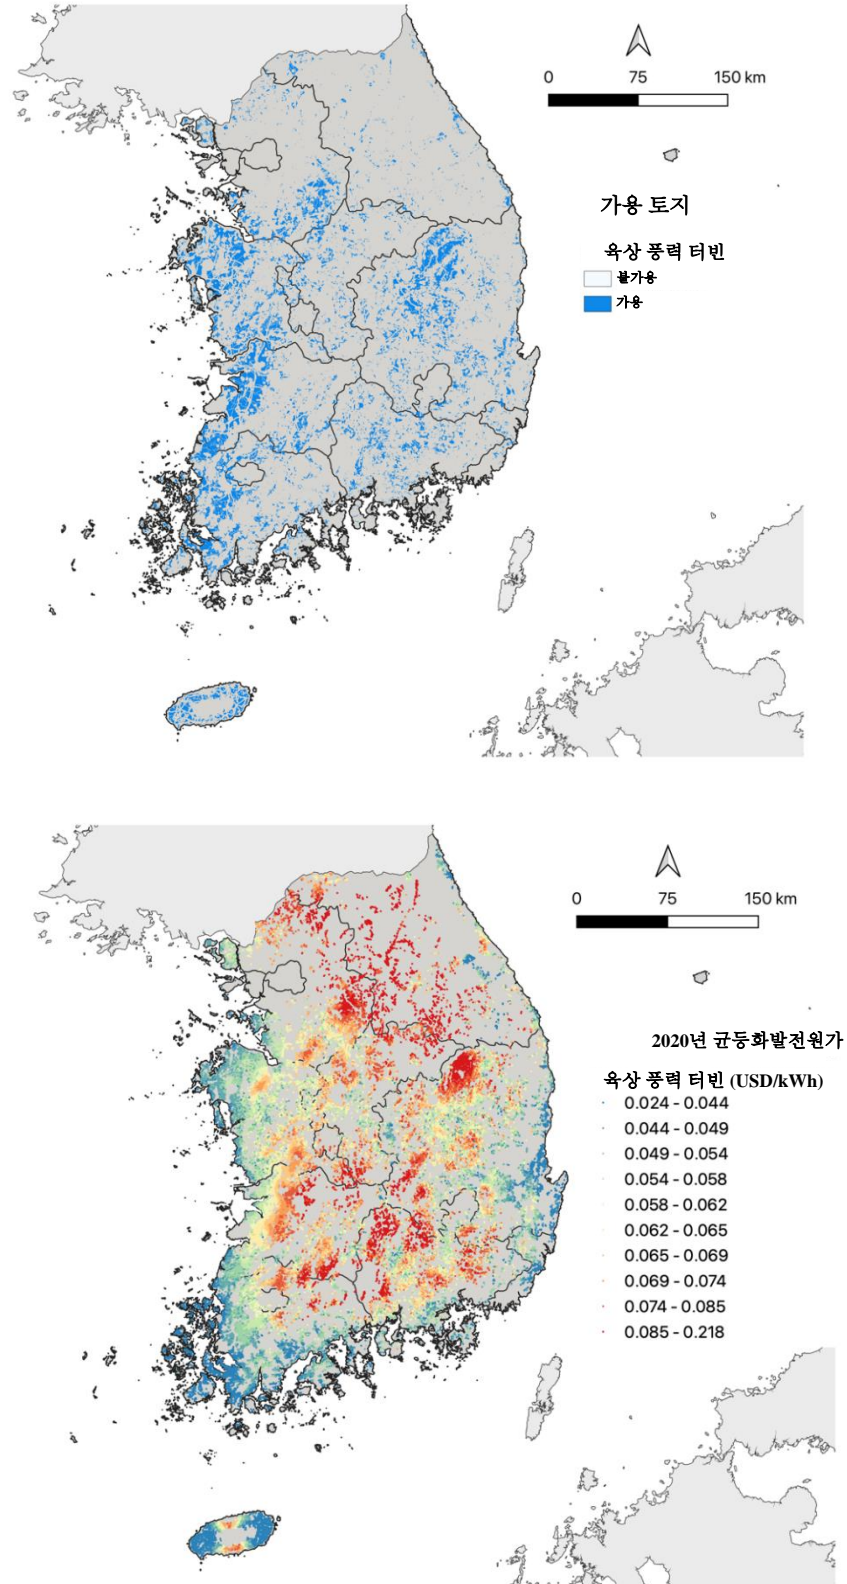 0 75 150 km
가용 토지
육상 풍력 터빈
불가용
가용
0 75 150 km
2020년 균등화발전원가
육상 풍력 터빈 (USD/kWh)
0.024 - 0.044
0.044 - 0.049
0.049 - 0.054
0.054 - 0.058
0.058 - 0.062
0.062 - 0.065
0.065 - 0.069
0.069 - 0.074
0.074 - 0.085
0.085 - 0.218